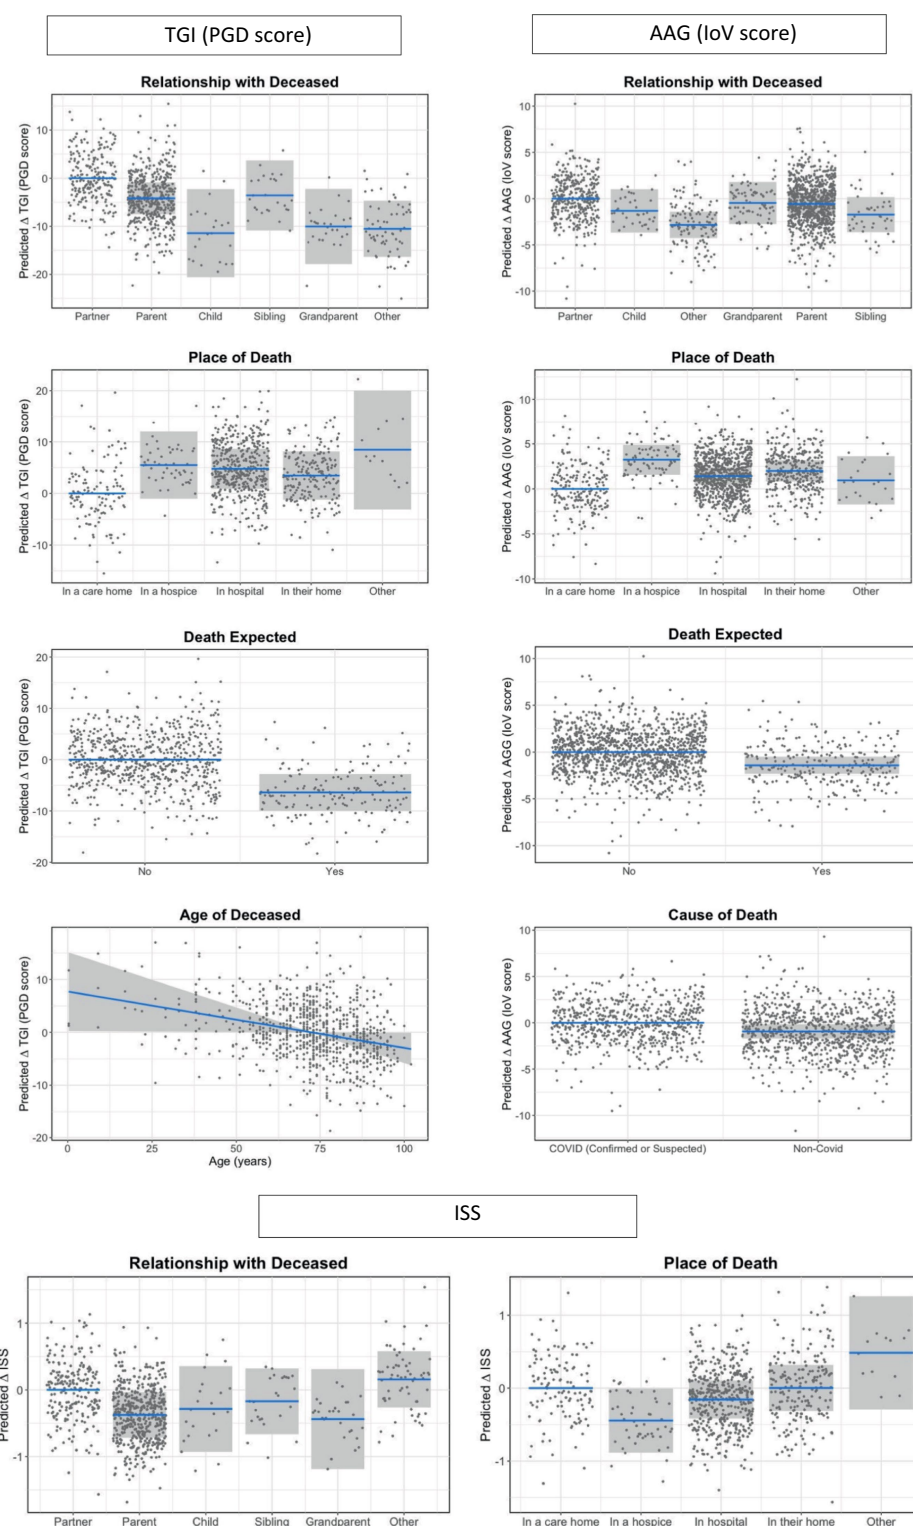 TGI (PGD score)
AAG (IoV score)
Relationship with Deceased
Predicted Δ TGI (PGD score)
10
0
-10
-20
Partner Parent Child Sibling Grandparent Other
Relationship with Deceased
Predicted Δ AAG (IoV score)
10
5
0
-5
-10
Partner Child Other Grandparent Parent Sibling
Place of Death
Predicted Δ TGI (PGD score)
20
10
0
-10
In a care home In a hospice In hospital In their home Other
Place of Death
Predicted Δ AAG (IoV score)
10
5
0
-5
-10
In a care home In a hospice In hospital In their home Other
Death Expected
Predicted Δ TGI (PGD score)
20
10
0
-10
-20
No Yes
Death Expected
Predicted Δ AGG (IoV score)
10
5
0
-5
-10
No Yes
Age of Deceased
Predicted Δ TGI (PGD score)
10
0
-10
-20
0 25 50 75 100
Age (years)
Cause of Death
Predicted Δ AAG (IoV score)
10
5
0
-5
-10
COVID (Confirmed or Suspected) Non-Covid
ISS
Relationship with Deceased
Predicted Δ ISS
1
0
-1
Partner Parent Child Sibling Grandparent Other
Place of Death
Predicted Δ ISS
1
0
-1
In a care home In a hospice In hospital In their home Other